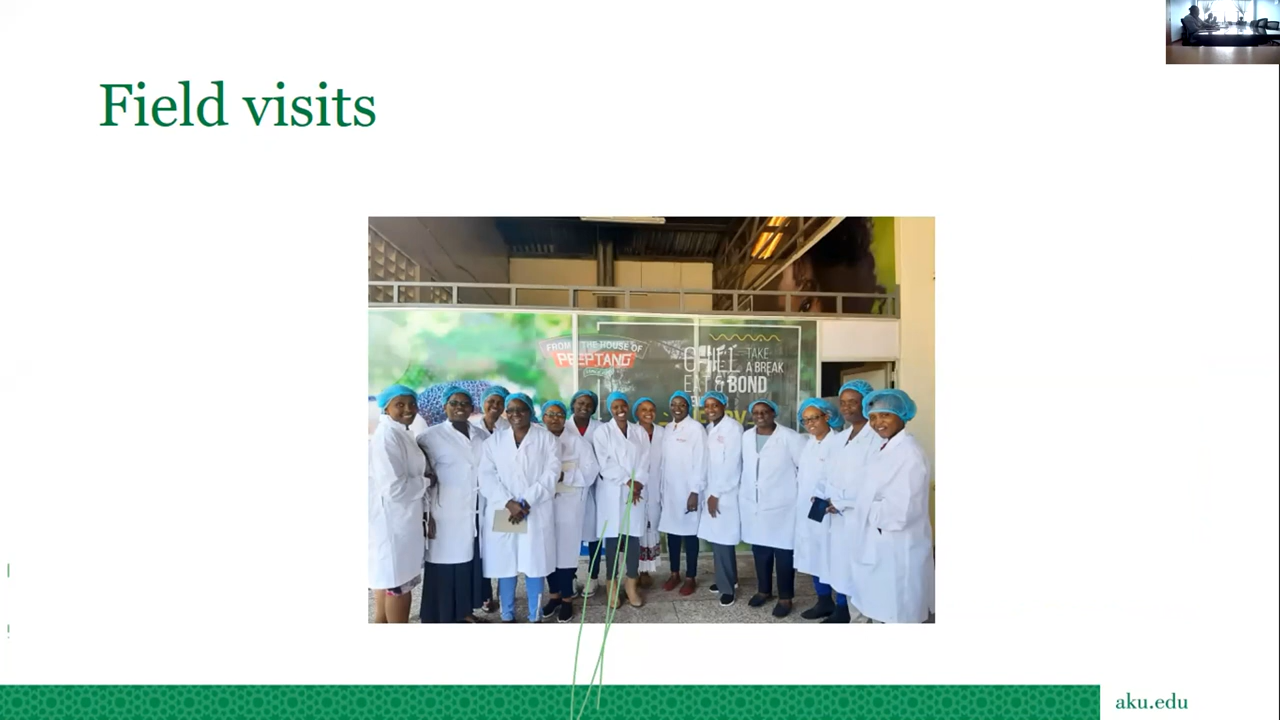 Field visits
FROM THE HOUSE OF
PEPTANG
CHILL TAKE
A BREAK
EAT & BOND
aku.edu